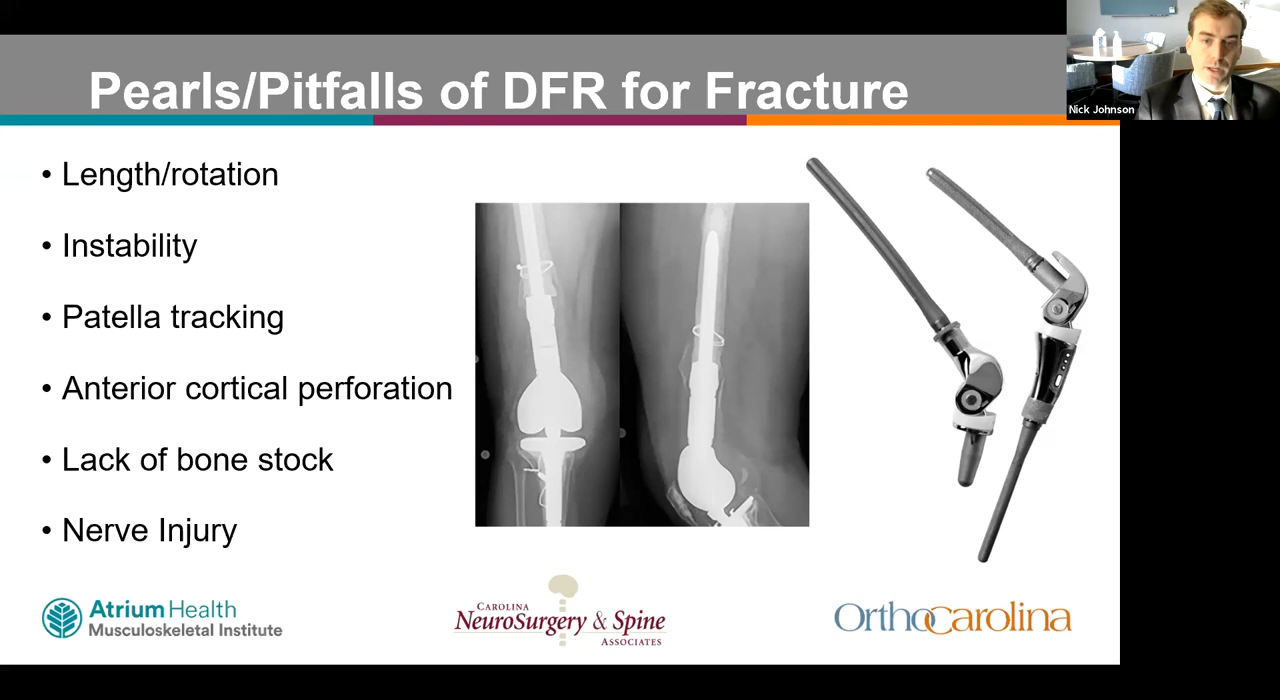 Pearls/Pitfalls of DFR for Fracture
Nick Johnson
• Length/rotation
• Instability
• Patella tracking
• Anterior cortical perforation
• Lack of bone stock
• Nerve Injury
Atrium Health
Musculoskeletal Institute
CAROLINA
NEUROSURGERY & SPINE
ASSOCIATES
OrthoCarolina